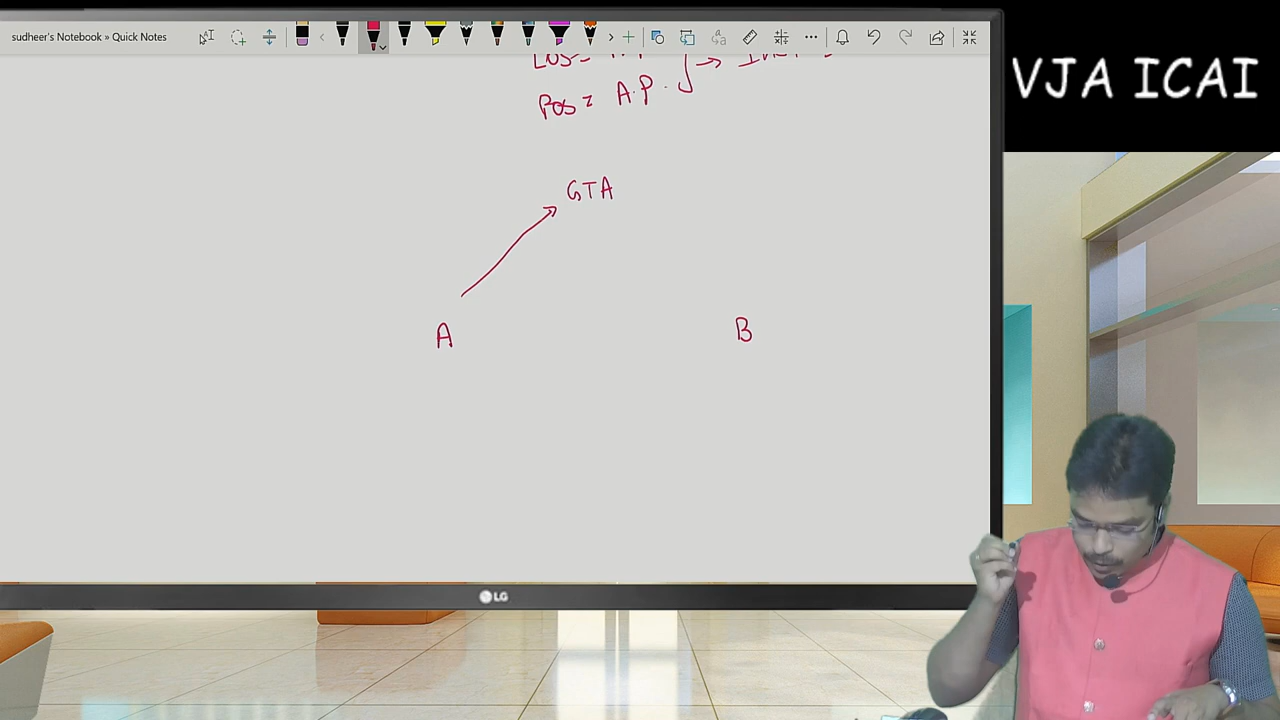 sudheer's Notebook » Quick Notes
VJA ICAI
POS = A.P.
GTA
A
B
LG